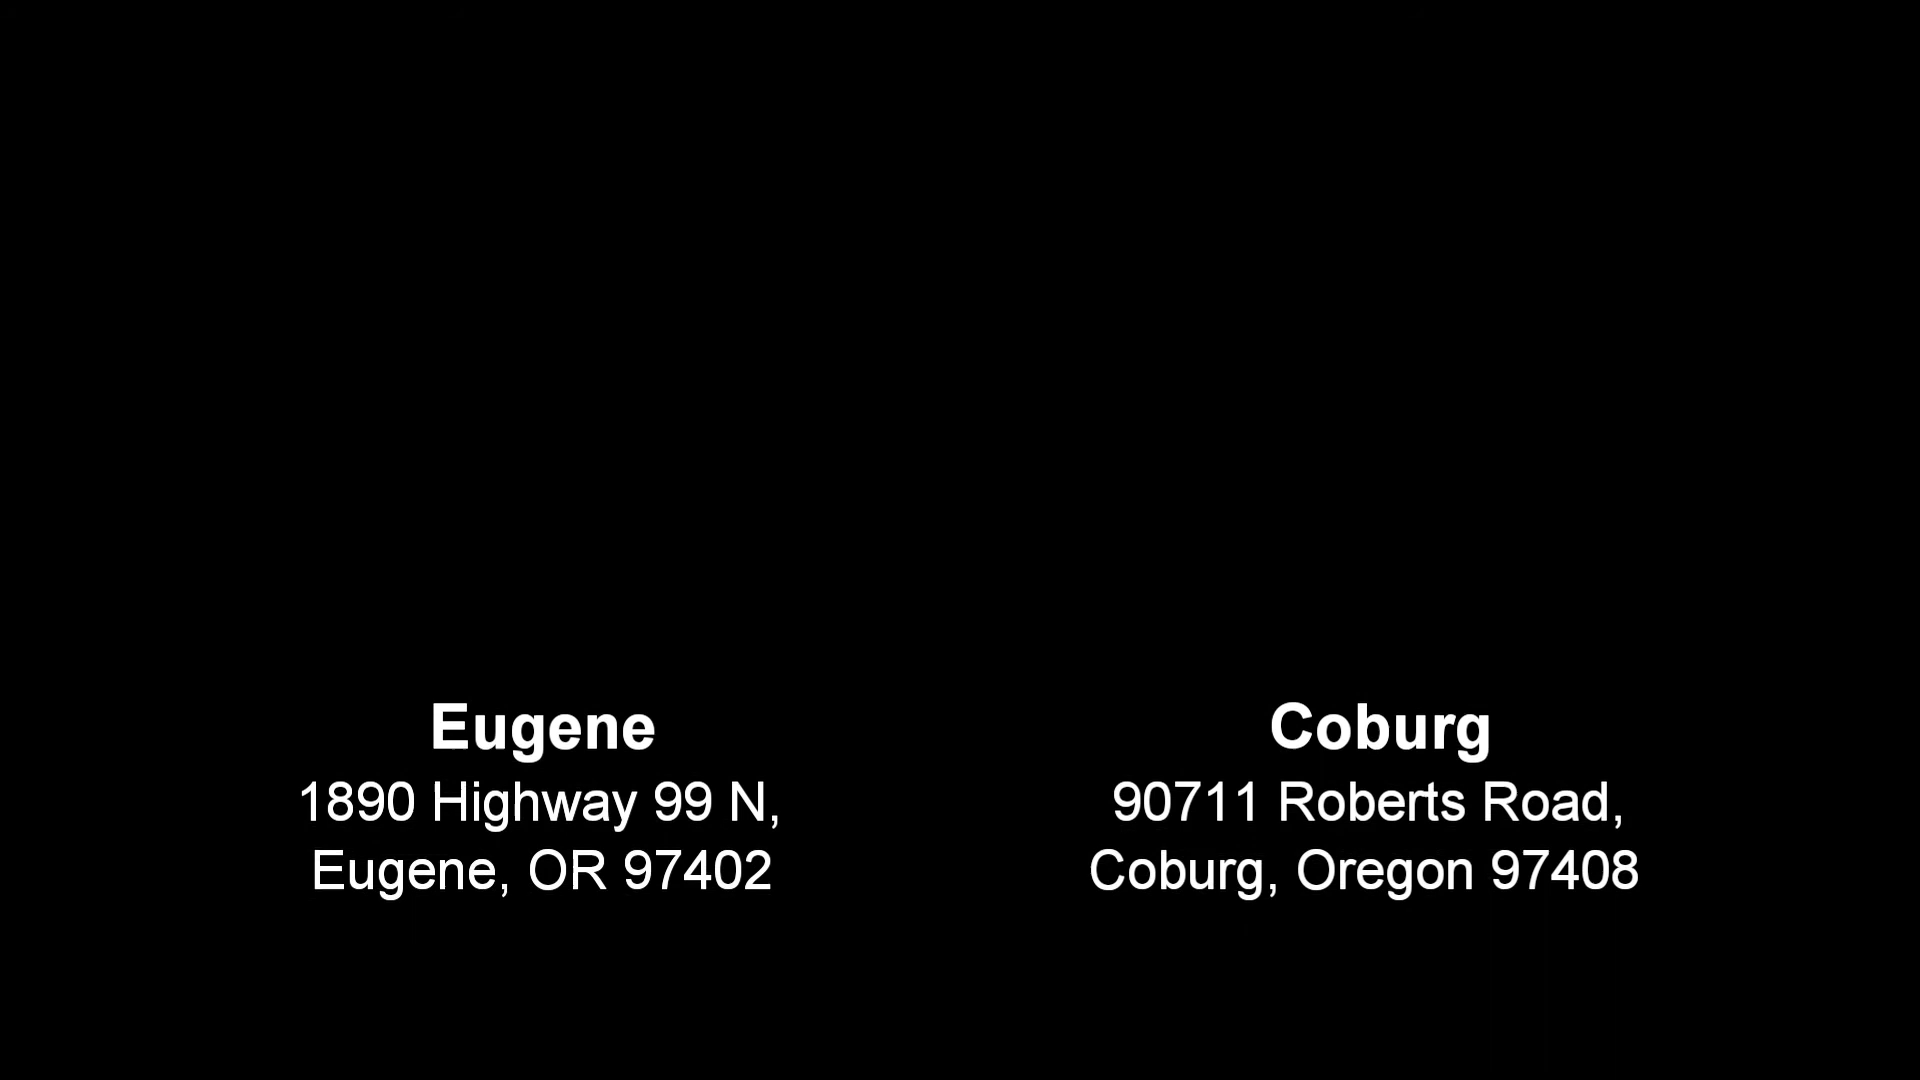 Eugene
1890 Highway 99 N,
Eugene, OR 97402
Coburg
90711 Roberts Road,
Coburg, Oregon 97408